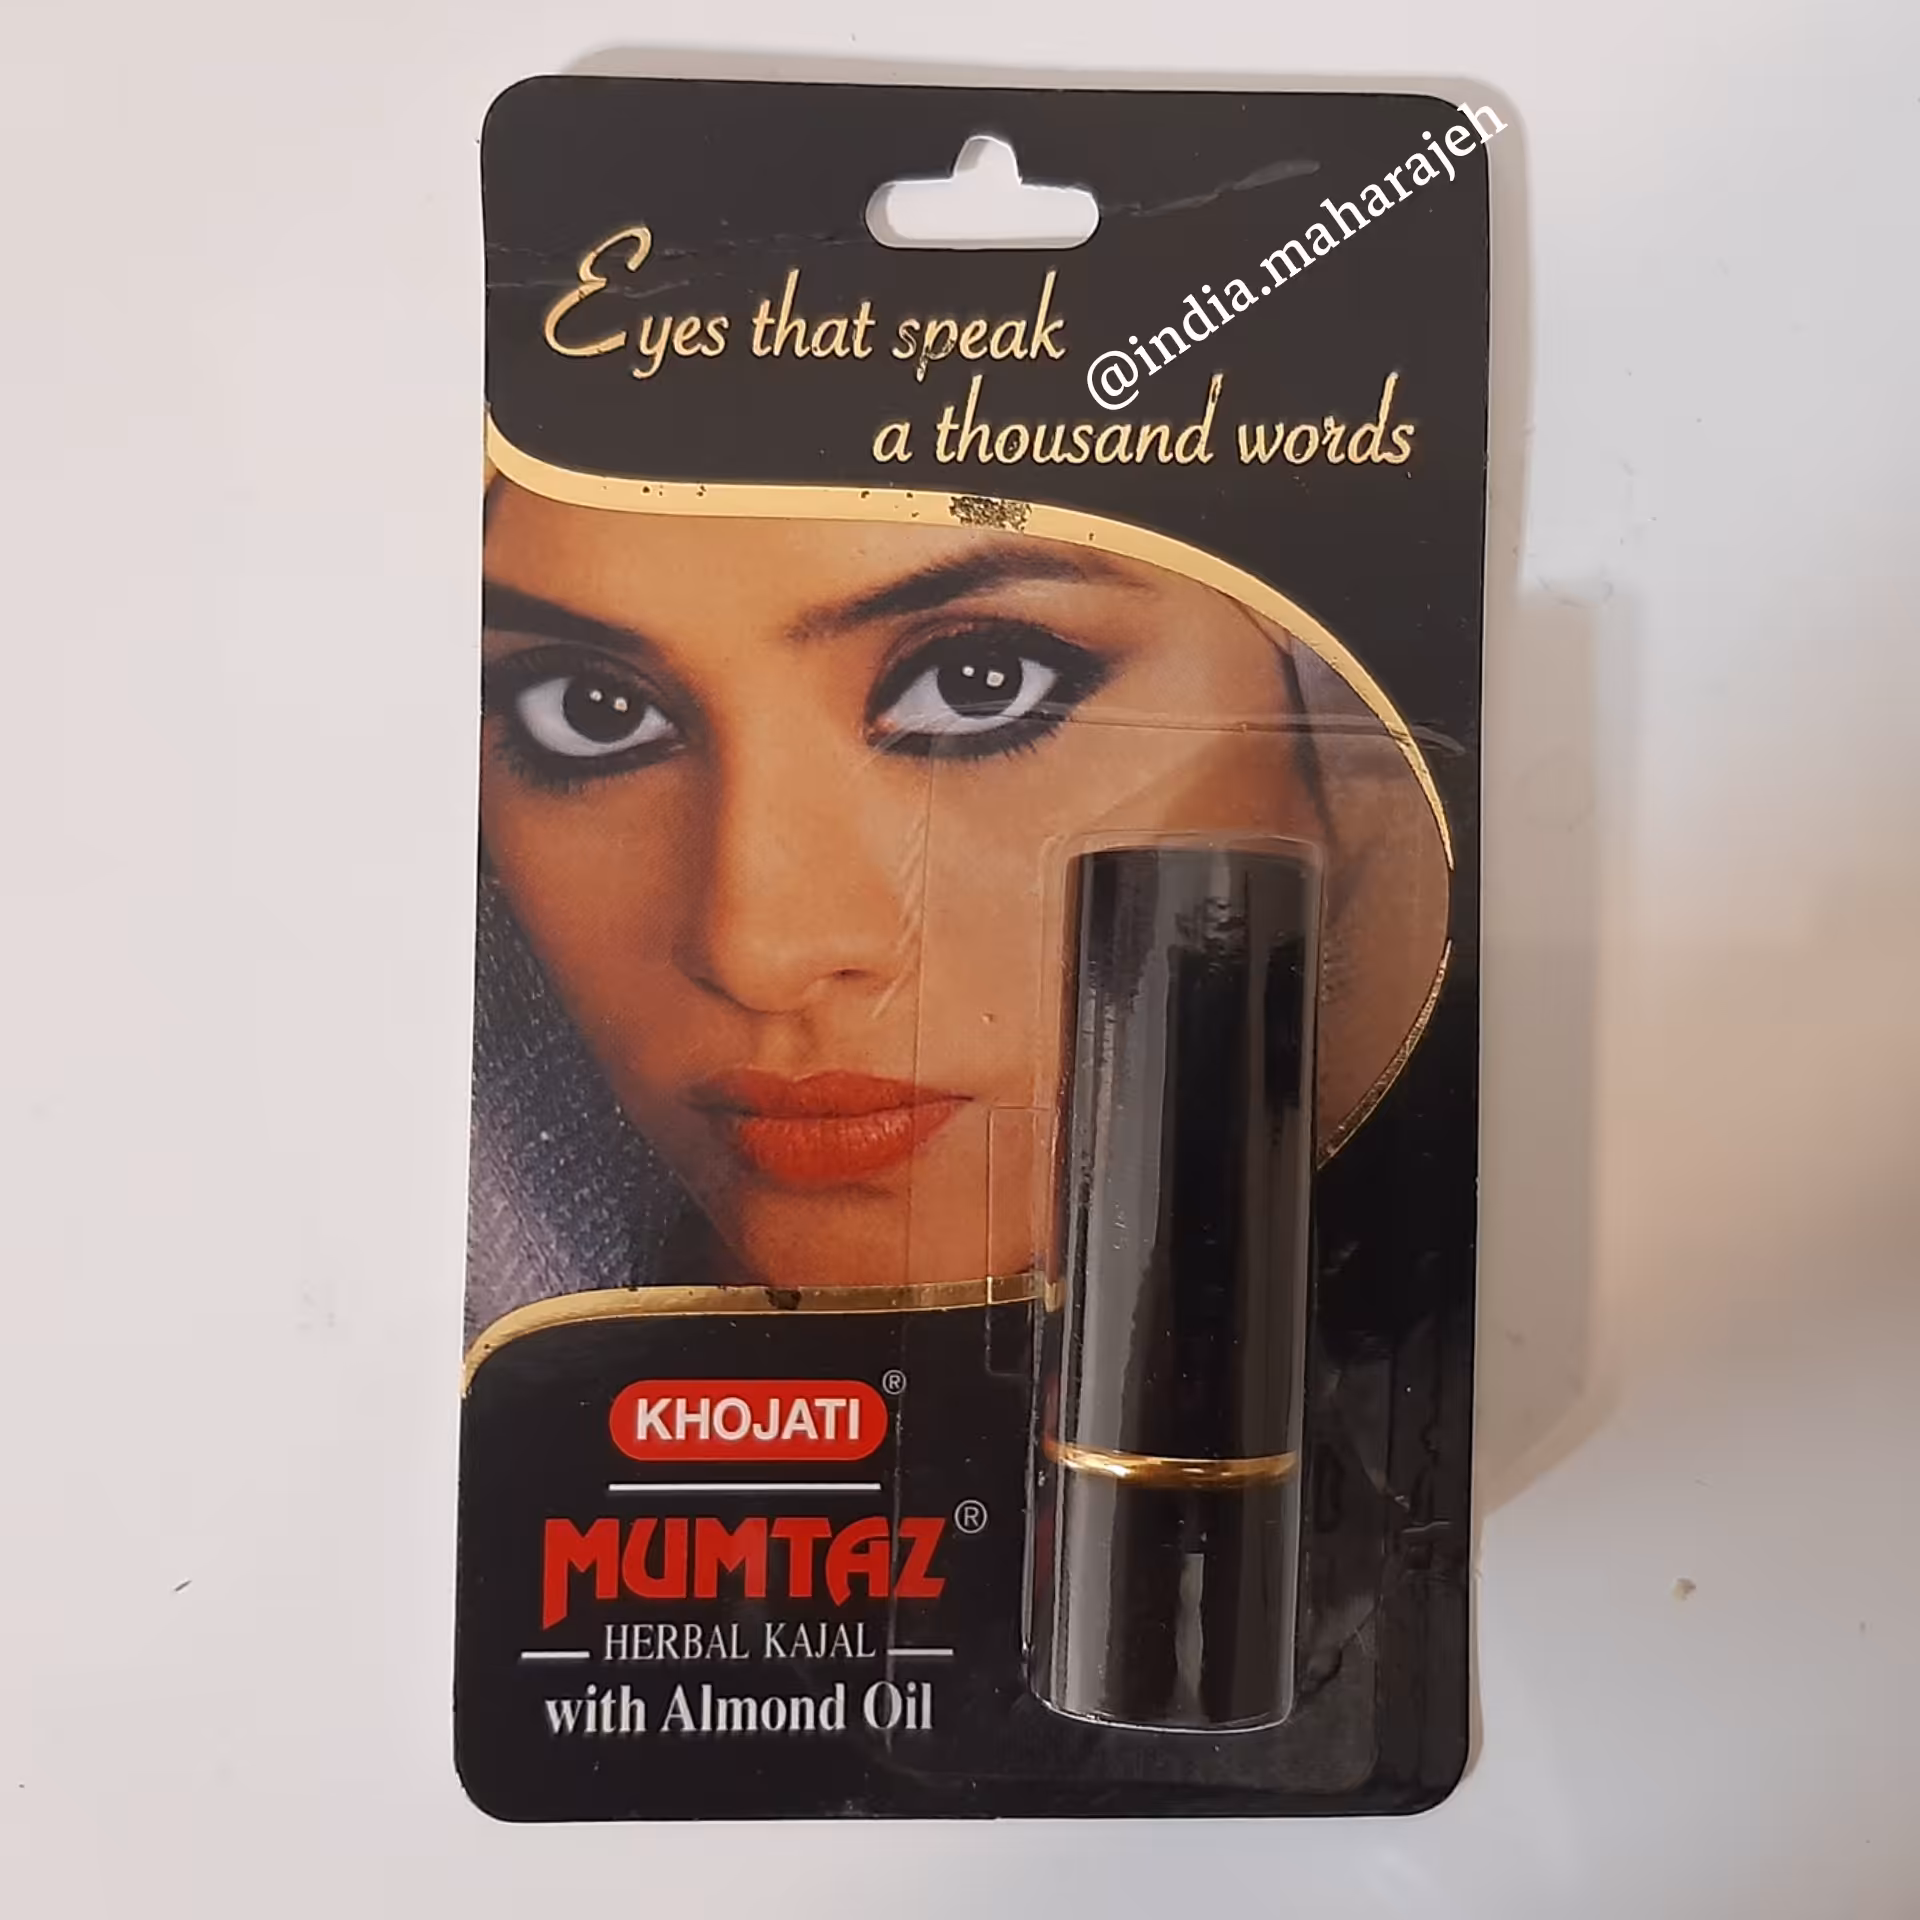 @india.maharajeh
Eyes that speak
a thousand words
KHOJATI®
MUMTAZ®
HERBAL KAJAL
with Almond Oil